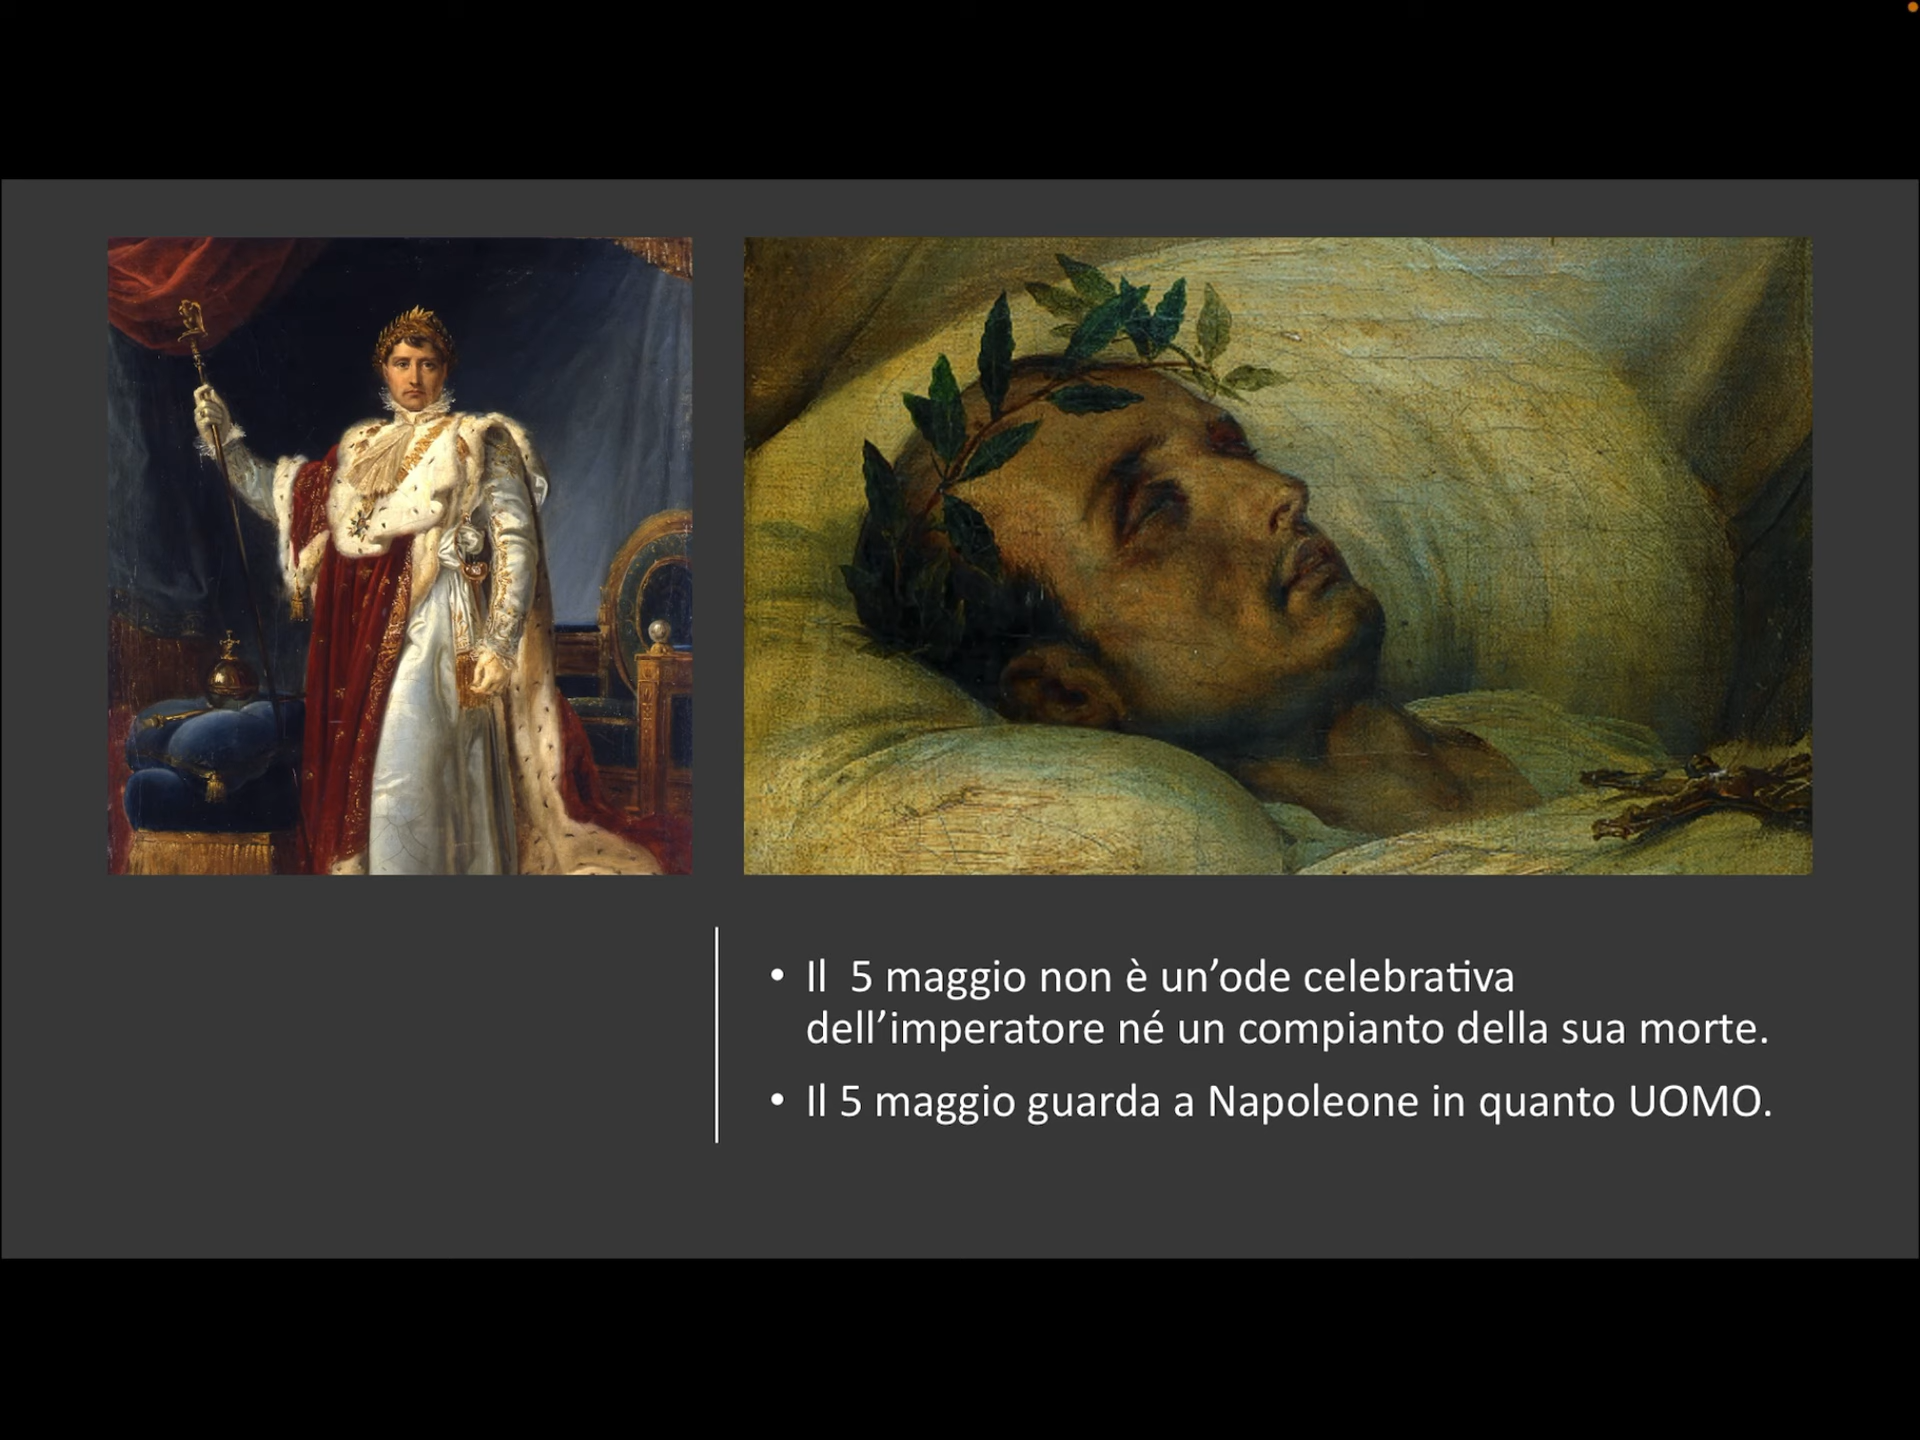 • Il  5 maggio non è un’ode celebrativa
dell’imperatore né un compianto della sua morte.
• Il 5 maggio guarda a Napoleone in quanto UOMO.